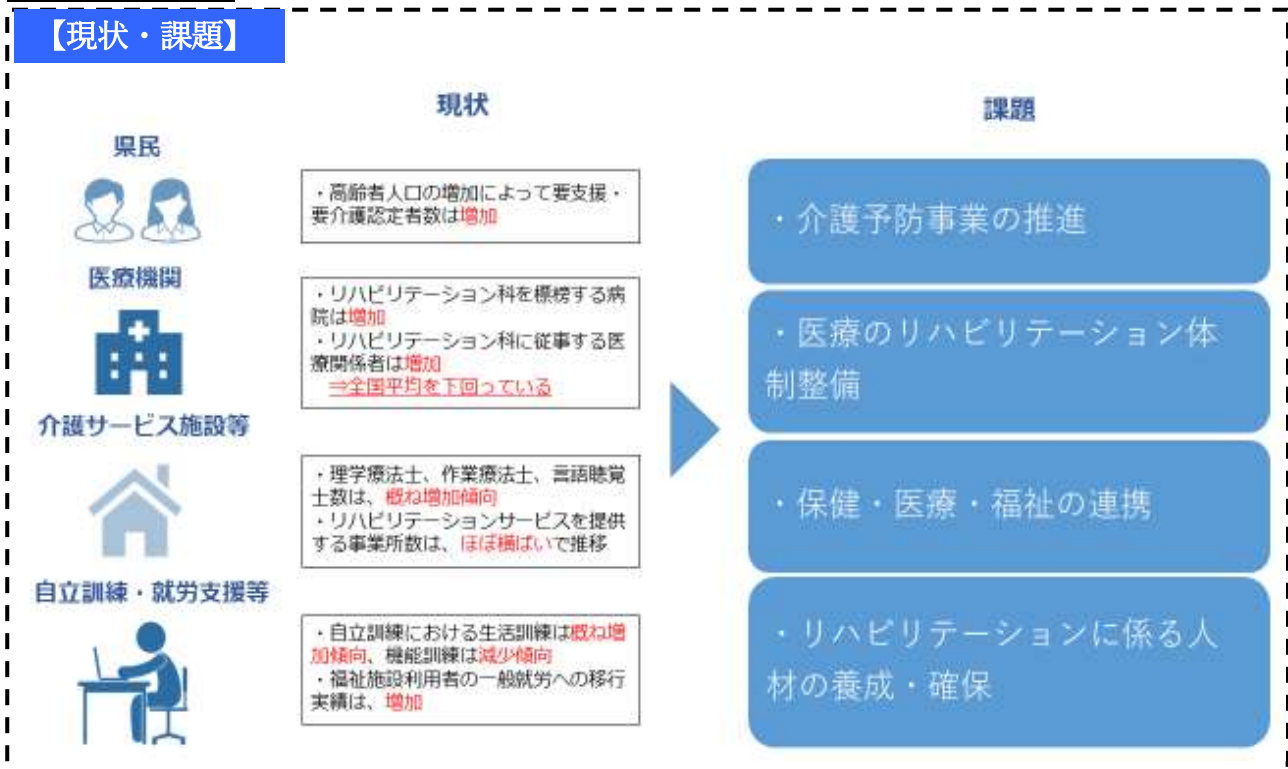 【現状・課題】
現状
県民
・高齢者人口の増加によって要支援・
要介護認定者数は増加
医療機関
・リハビリテーション科を標榜する病
院は増加
・リハビリテーション科に従事する医
療関係者は増加
⇒全国平均を下回っている
介護サービス施設等
・理学療法士、作業療法士、言語聴覚
士数は、概ね増加傾向
・リハビリテーションサービスを提供
する事業所数は、ほぼ横ばいで推移
自立訓練・就労支援等
・自立訓練における生活訓練は概ね増
加傾向、機能訓練は減少傾向
・福祉施設利用者の一般就労への移行
実績は、増加
課題
・介護予防事業の推進
・医療のリハビリテーション体
制整備
・保健・医療・福祉の連携
・リハビリテーションに係る人
材の養成・確保